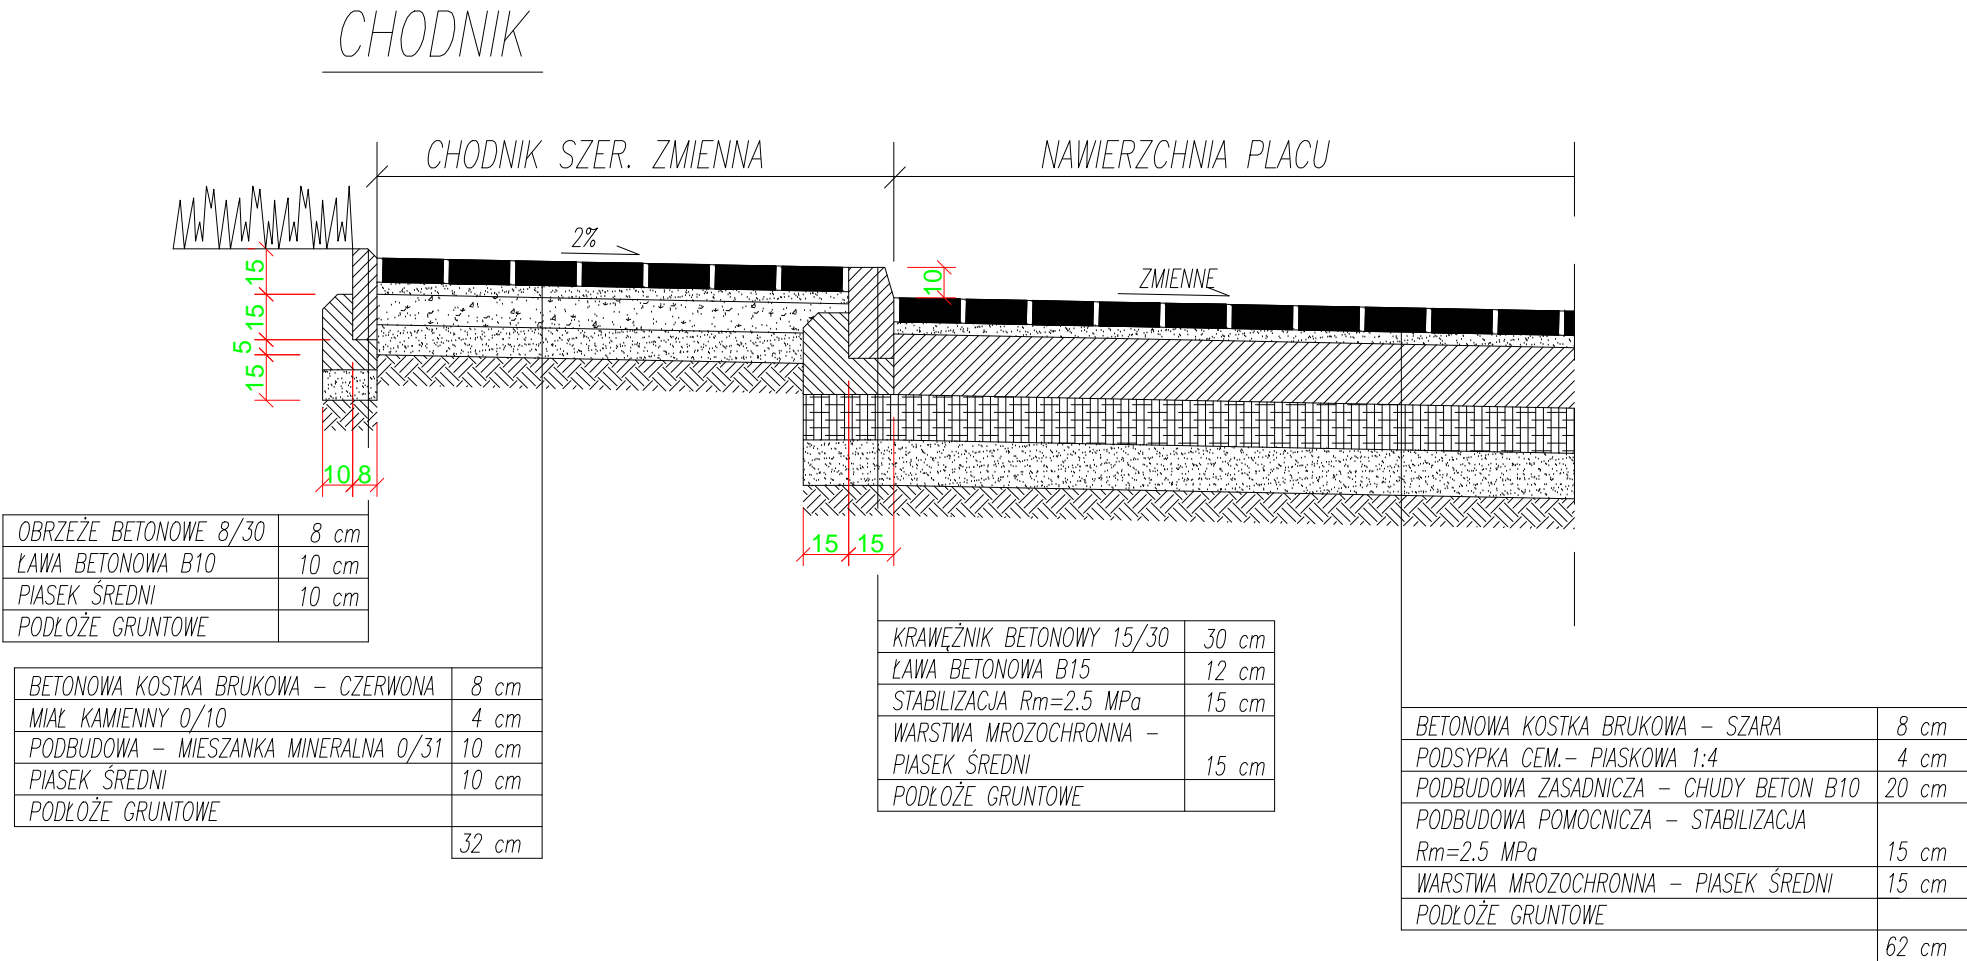 CHODNIK
CHODNIK SZER. ZMIENNA
NAWIERZCHNIA PLACU
2%
ZMIENNE
15
15
5
15
10
10 8
15 15
OBRZEŻE BETONOWE 8/30 8 cm
ŁAWA BETONOWA B10 10 cm
PIASEK ŚREDNI 10 cm
PODŁOŻE GRUNTOWE
BETONOWA KOSTKA BRUKOWA – CZERWONA 8 cm
MIAŁ KAMIENNY 0/10 4 cm
PODBUDOWA – MIESZANKA MINERALNA 0/31 10 cm
PIASEK ŚREDNI 10 cm
PODŁOŻE GRUNTOWE
32 cm
KRAWĘŻNIK BETONOWY 15/30 30 cm
ŁAWA BETONOWA B15 12 cm
STABILIZACJA Rm=2.5 MPa 15 cm
WARSTWA MROZOCHRONNA –
PIASEK ŚREDNI 15 cm
PODŁOŻE GRUNTOWE
BETONOWA KOSTKA BRUKOWA – SZARA 8 cm
PODSYPKA CEM.– PIASKOWA 1:4 4 cm
PODBUDOWA ZASADNICZA – CHUDY BETON B10 20 cm
PODBUDOWA POMOCNICZA – STABILIZACJA
Rm=2.5 MPa 15 cm
WARSTWA MROZOCHRONNA – PIASEK ŚREDNI 15 cm
PODŁOŻE GRUNTOWE
62 cm